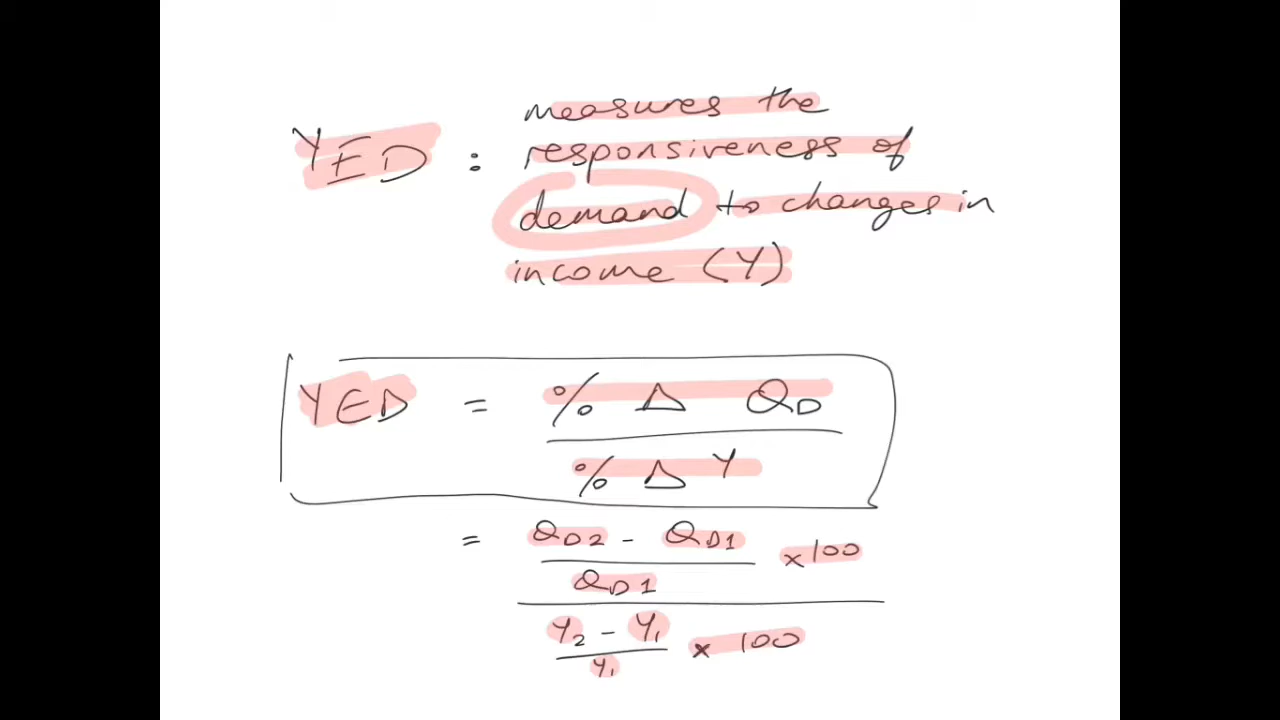 measures the
YED : responsiveness of
demand to changes in
income (Y)
YED = % Δ QD
% Δ Y
= QD2 - QD1 x 100
QD1
Y2 - Y1 x 100
Y1